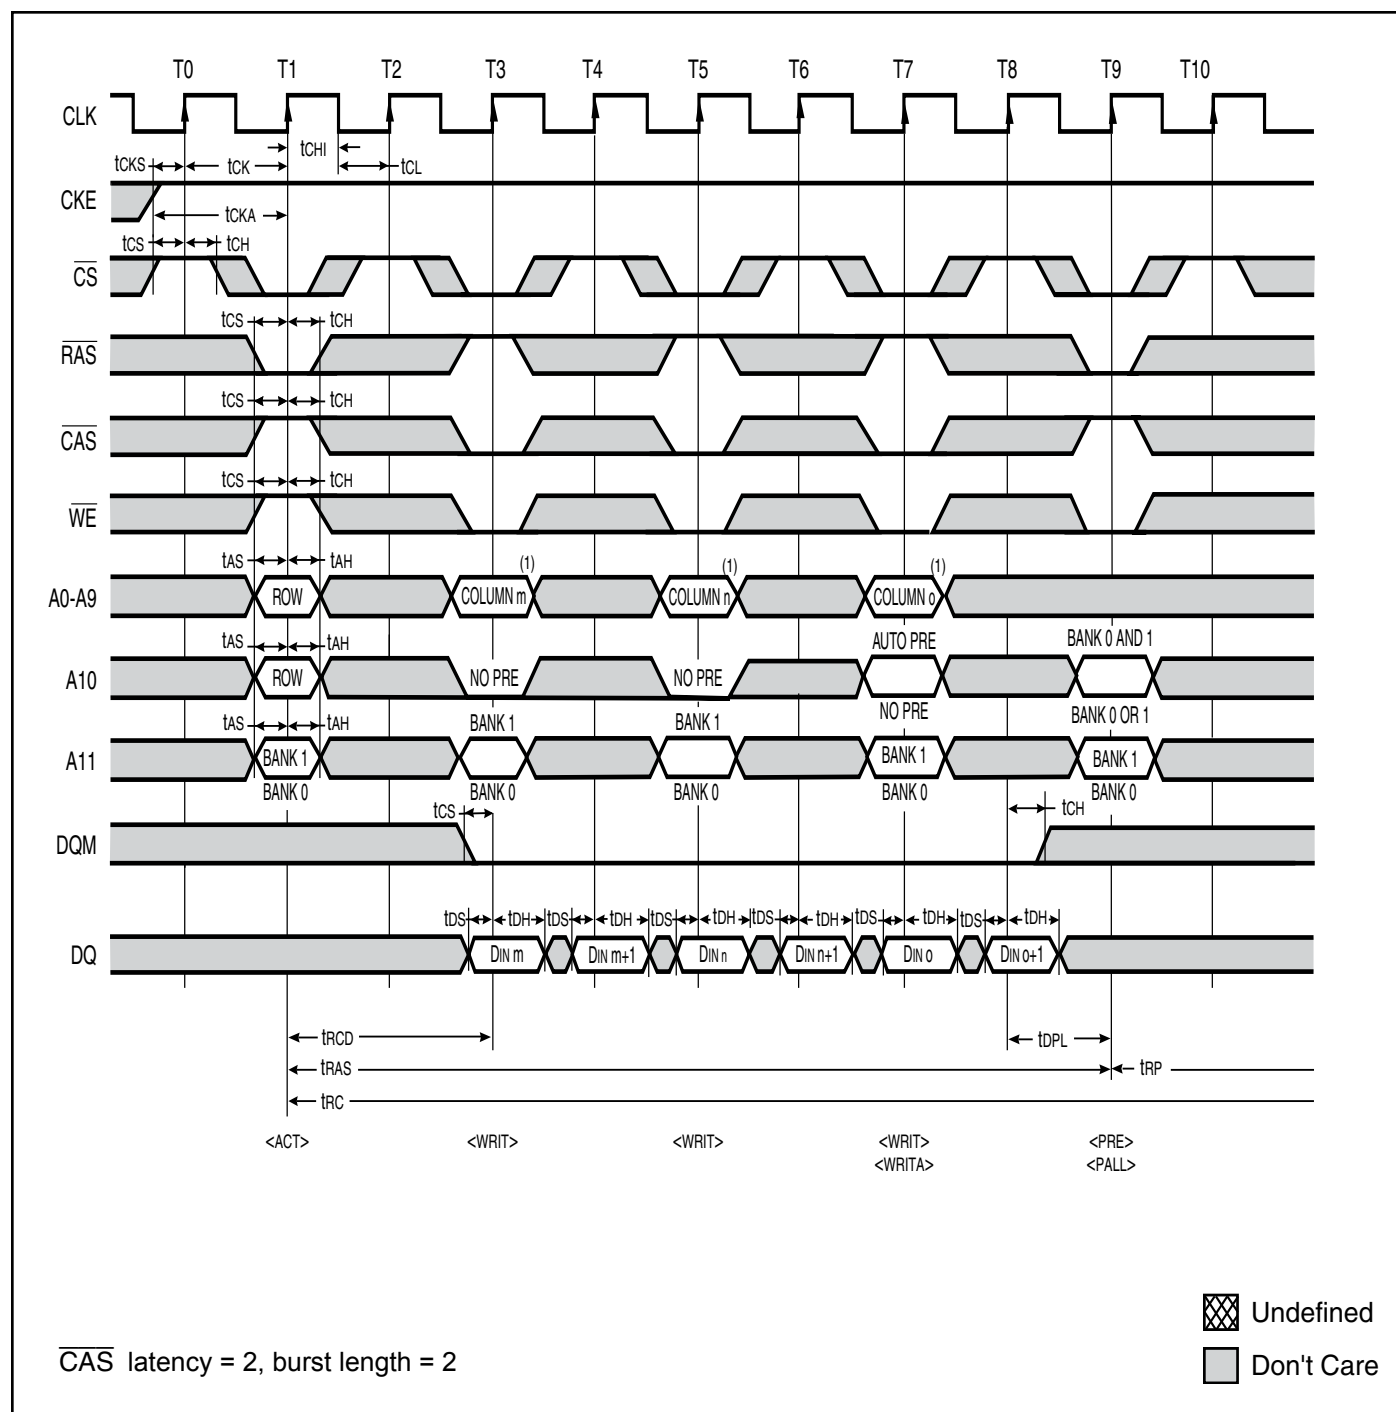 T0 T1 T2 T3 T4 T5 T6 T7 T8 T9 T10
CLK
tCHI
tCKS tCK tCL
CKE
tCKA
tCS tCH
CS
tCS tCH
RAS
tCS tCH
CAS
tCS tCH
WE
tAS tAH (1) (1) (1)
A0-A9 ROW COLUMN m COLUMN n COLUMN o
tAS tAH AUTO PRE BANK 0 AND 1
A10 ROW NO PRE NO PRE
NO PRE BANK 0 OR 1
tAS tAH BANK 1 BANK 1
A11 BANK 1 BANK 1 BANK 1
BANK 0 BANK 0 BANK 0 BANK 0 BANK 0
tCS tCH
DQM
tDS tDH tDS tDH tDS tDH tDS tDH tDS tDH tDS tDH
DQ DIN m DIN m+1 DIN n DIN n+1 DIN o DIN o+1
tRCD tDPL
tRAS tRP
tRC
<ACT> <WRIT> <WRIT> <WRIT> <PRE>
<WRITA> <PALL>
Undefined
CAS latency = 2, burst length = 2
Don't Care